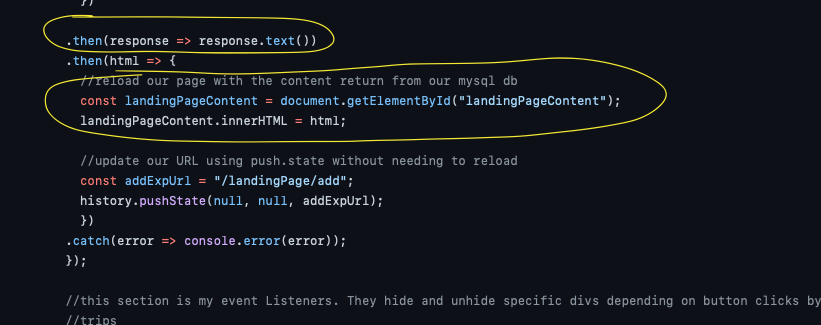 })
.then(response => response.text())
.then(html => {
//reload our page with the content return from our mysql db
const landingPageContent = document.getElementById("landingPageContent");
landingPageContent.innerHTML = html;
//update our URL using push.state without needing to reload
const addExpUrl = "/landingPage/add";
history.pushState(null, null, addExpUrl);
})
.catch(error => console.error(error));
});
//this section is my event Listeners. They hide and unhide specific divs depending on button clicks by
//trips